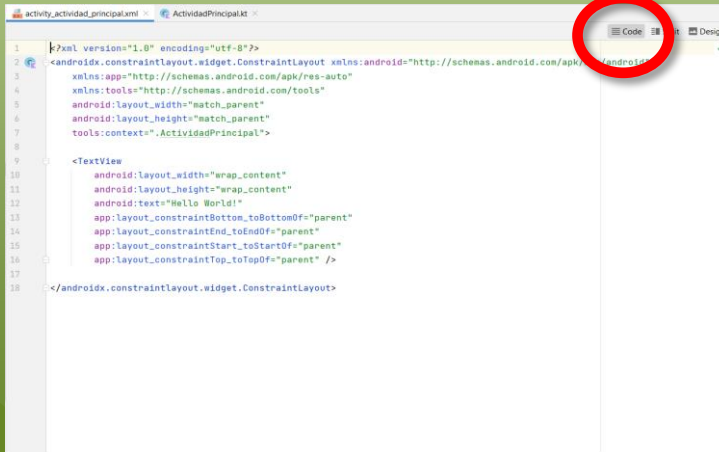 activity_actividad_principal.xml × ActividadPrincipal.kt ×
Code Design
1 <?xml version="1.0" encoding="utf-8"?>
2 <androidx.constraintlayout.widget.ConstraintLayout xmlns:android="http://schemas.android.com/apk/ /android"
3 xmlns:app="http://schemas.android.com/apk/res-auto"
4 xmlns:tools="http://schemas.android.com/tools"
5 android:layout_width="match_parent"
6 android:layout_height="match_parent"
7 tools:context=".ActividadPrincipal">
8
9 <TextView
10 android:layout_width="wrap_content"
11 android:layout_height="wrap_content"
12 android:text="Hello World!"
13 app:layout_constraintBottom_toBottomOf="parent"
14 app:layout_constraintEnd_toEndOf="parent"
15 app:layout_constraintStart_toStartOf="parent"
16 app:layout_constraintTop_toTopOf="parent" />
17
18 </androidx.constraintlayout.widget.ConstraintLayout>